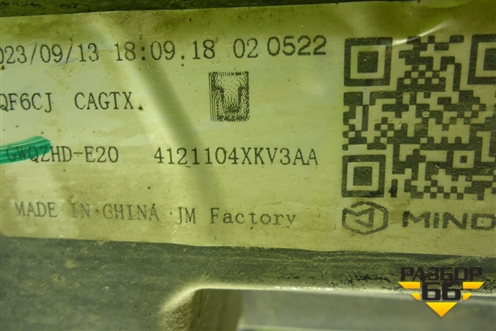 023/09/13 18:09.18 02 0522
QF6CJ CAGTX.
GWQZHD-E20 4121104XKV3AA
MADE IN CHINA JM Factory
MIND
РАЗБОР
66